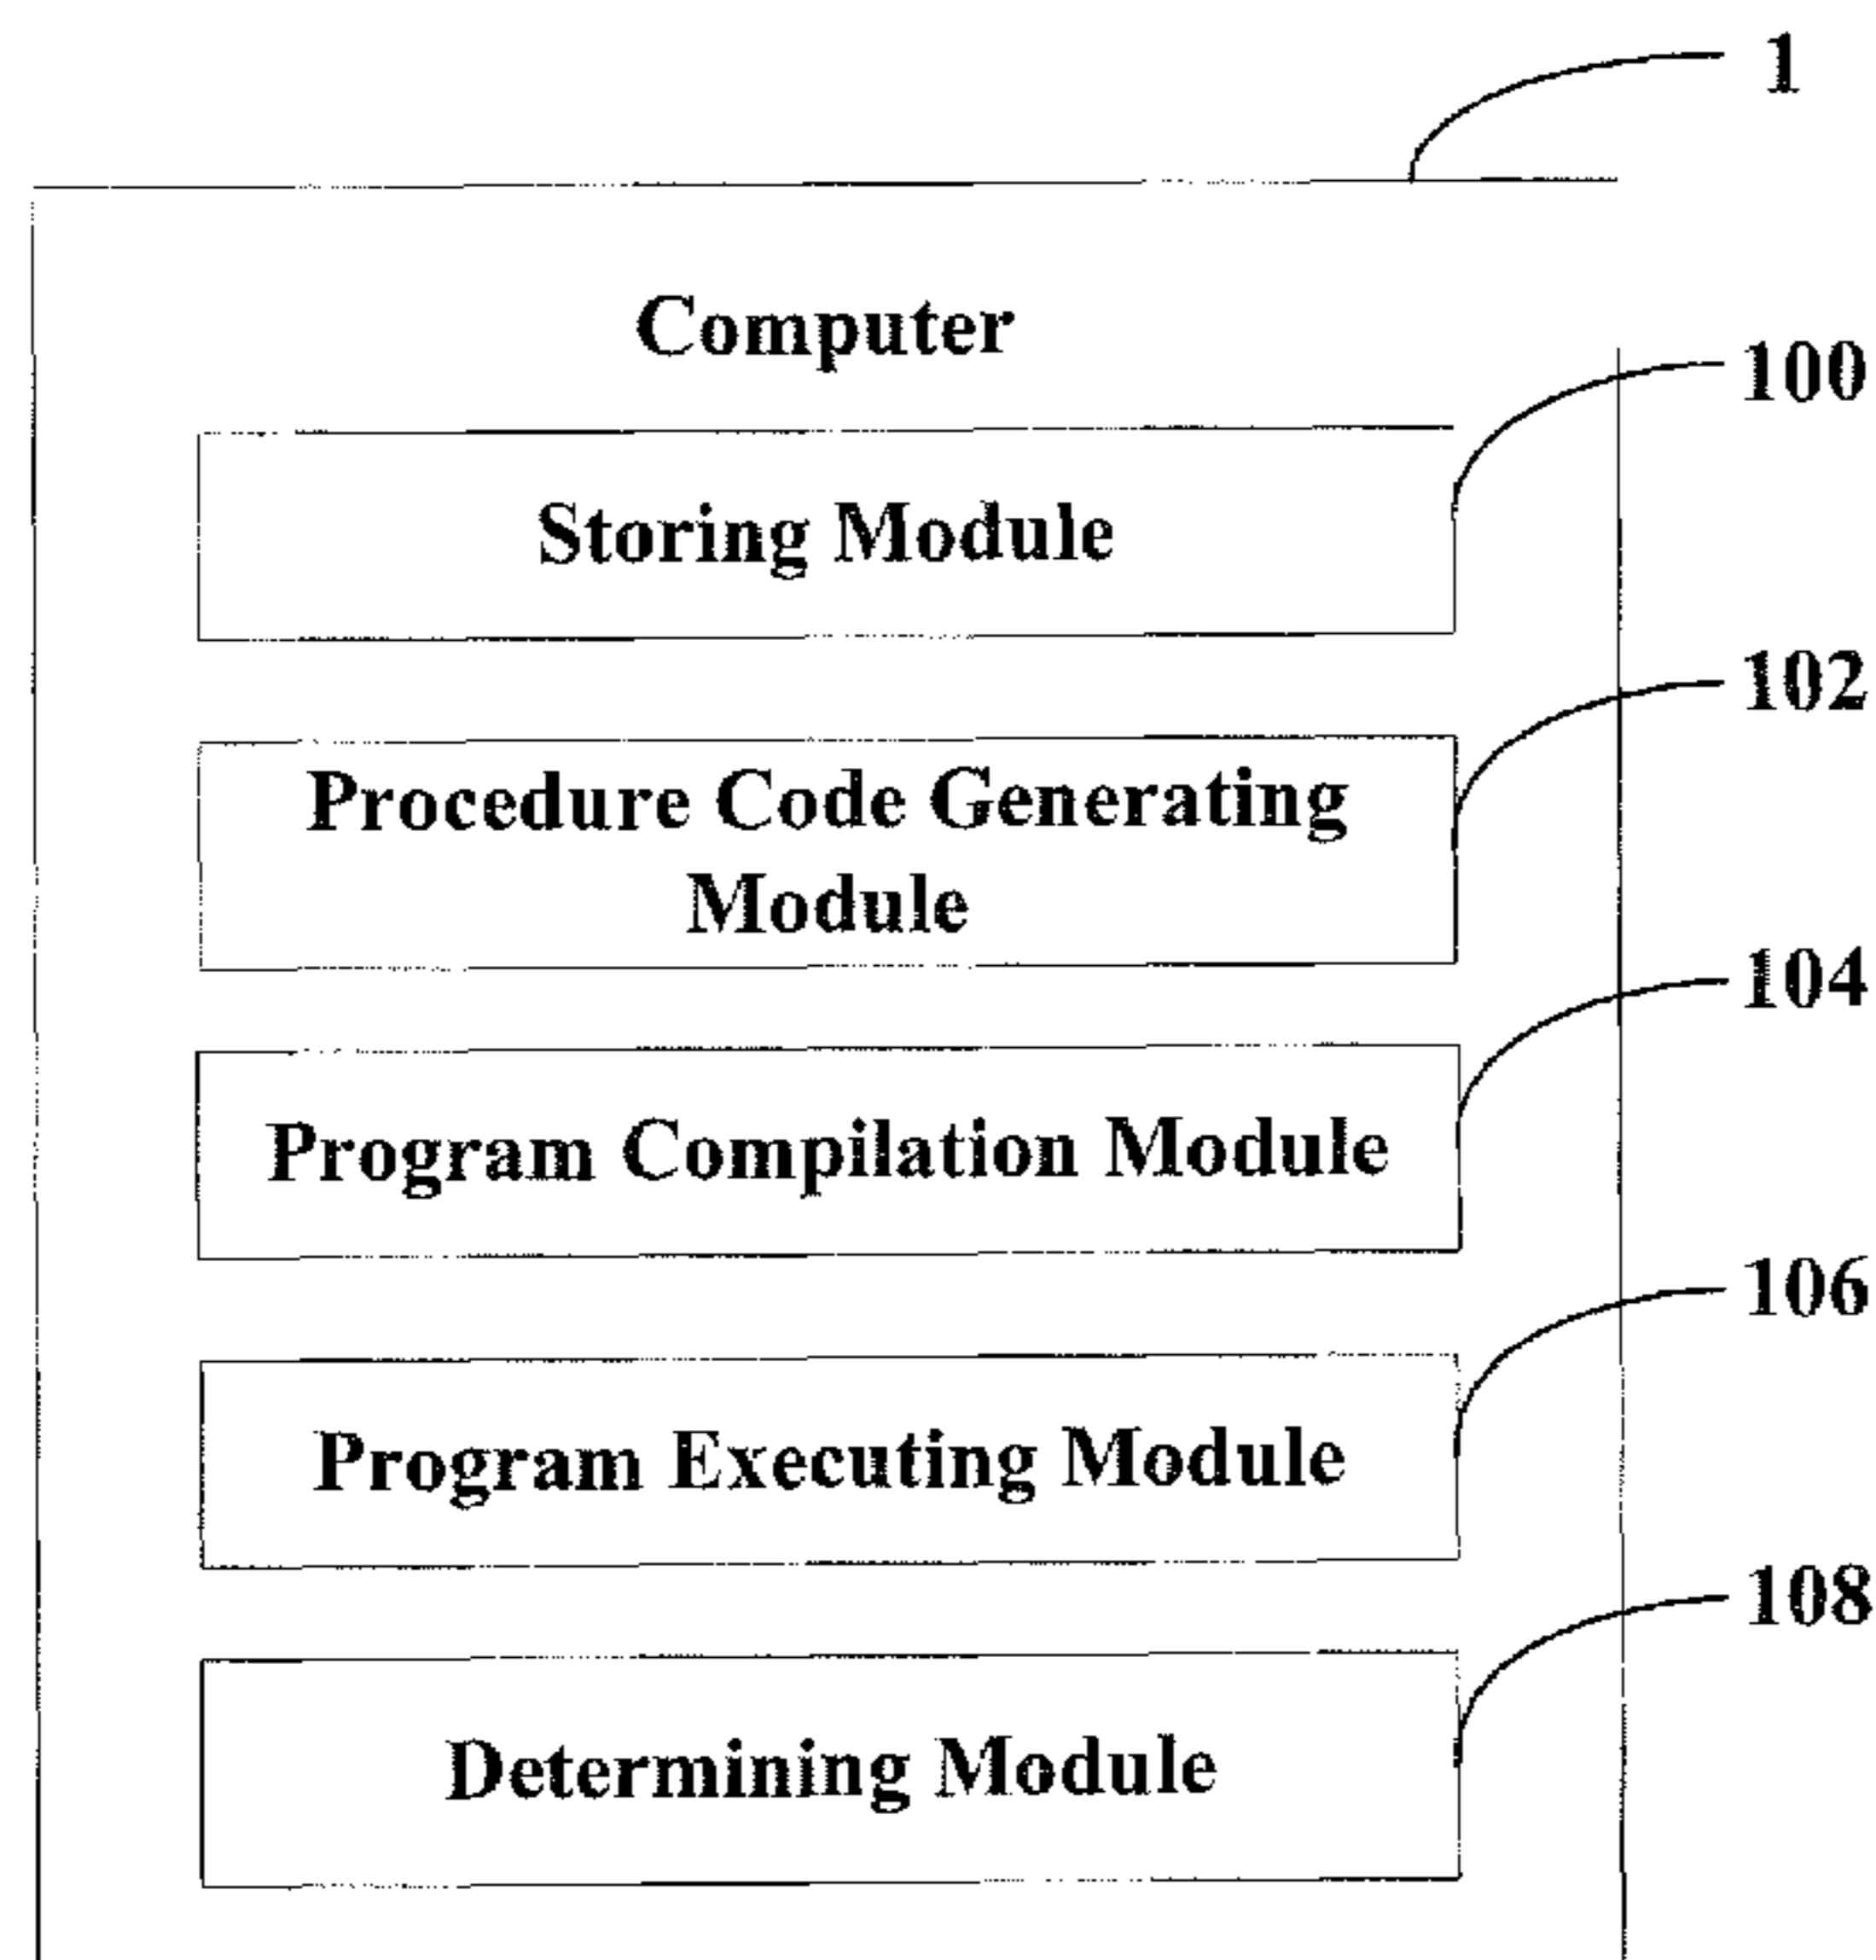 1
Computer
100
Storing Module
102
Procedure Code Generating
Module
104
Program Compilation Module
106
Program Executing Module
108
Determining Module